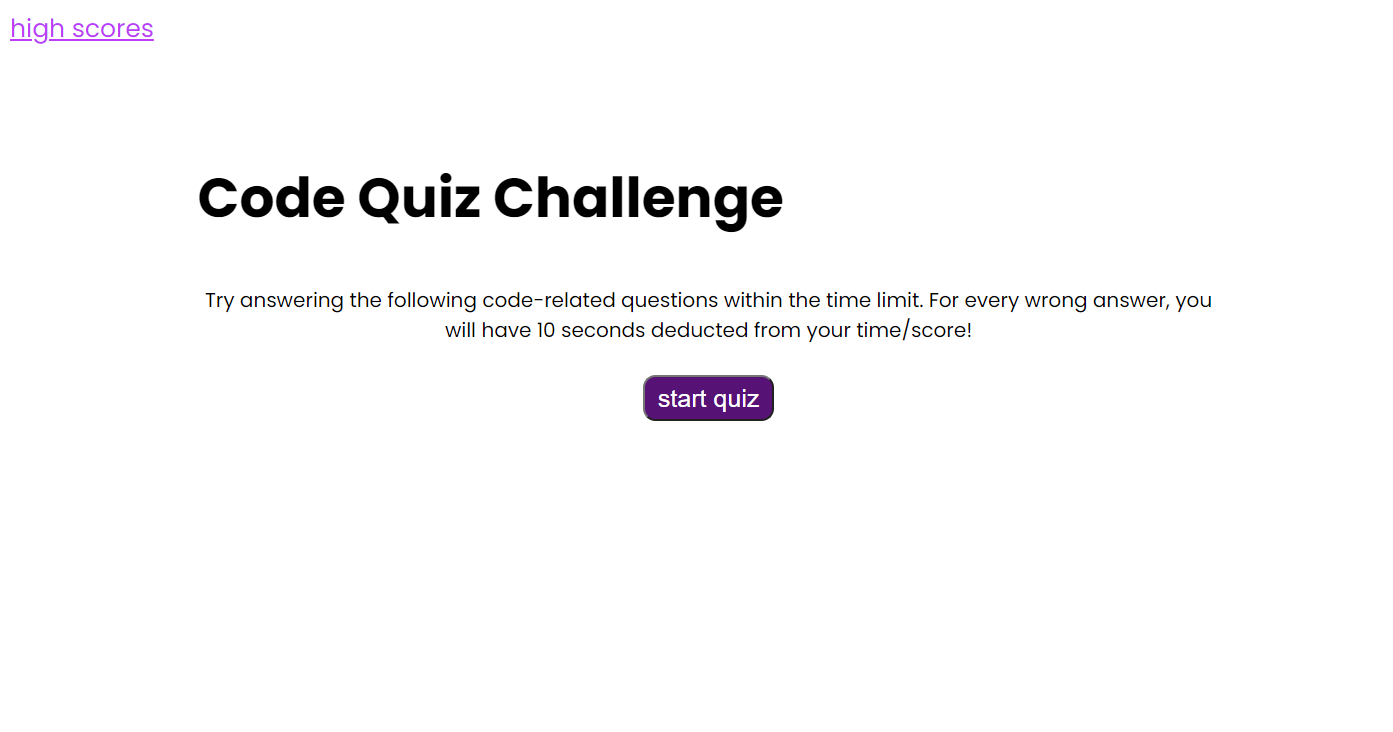 high scores
Code Quiz Challenge
Try answering the following code-related questions within the time limit. For every wrong answer, you
will have 10 seconds deducted from your time/score!
start quiz